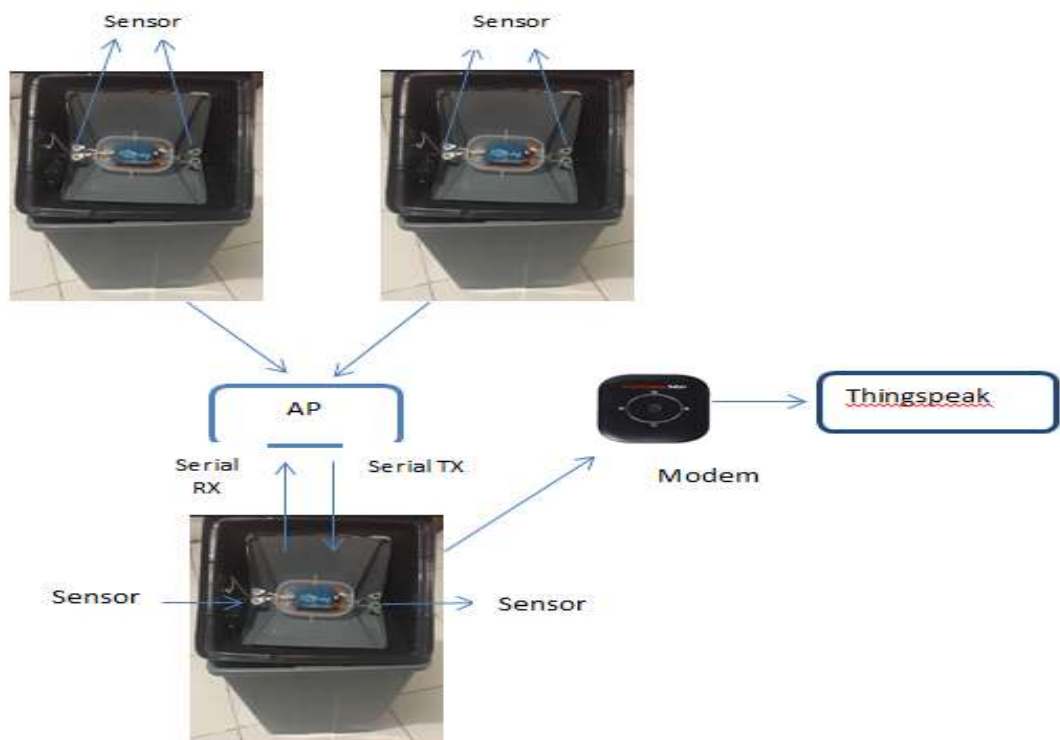 Sensor
Sensor
AP
Thingspeak
Serial
RX
Serial TX
Modem
Sensor
Sensor